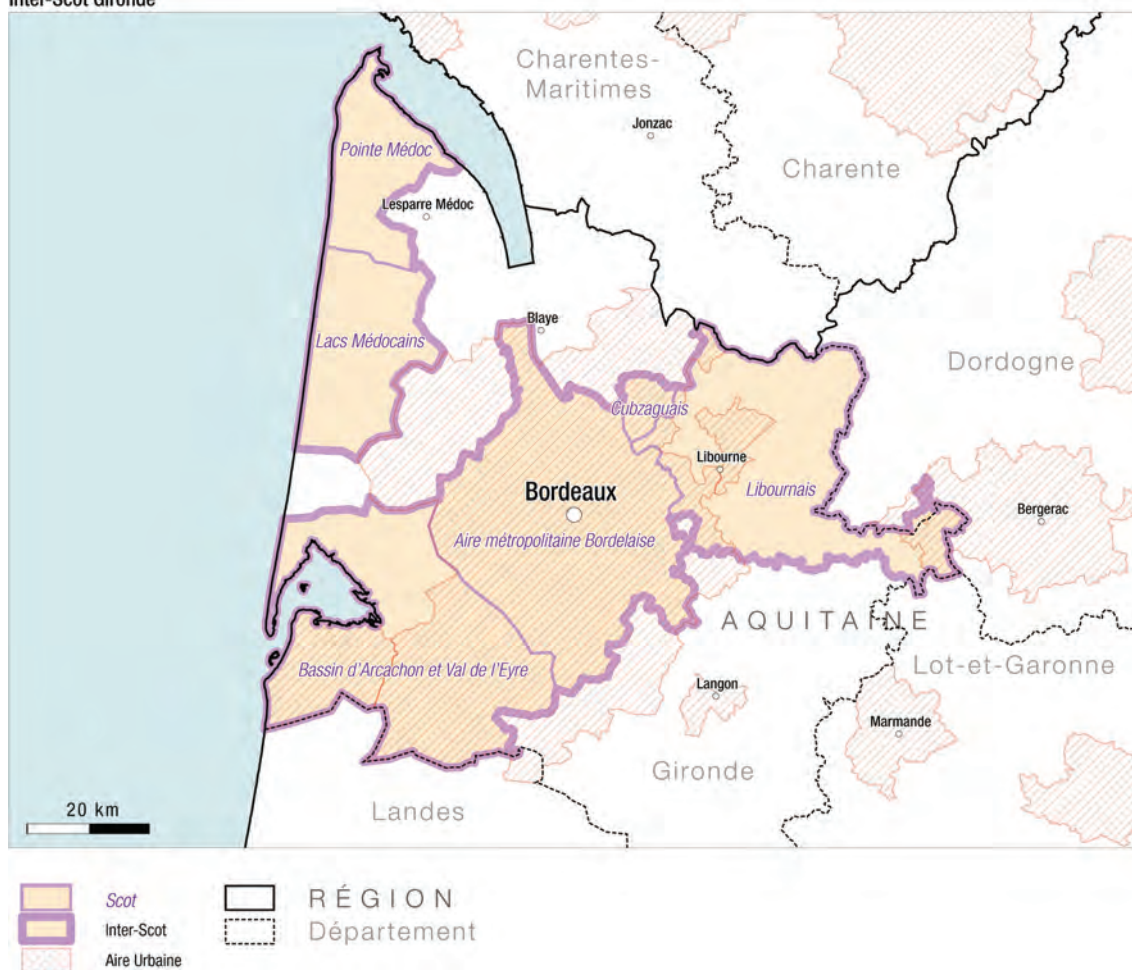 Inter-Scot Gironde
Charentes-
Maritimes
Jonzac
Charente
Pointe Médoc
Lesparre Médoc
Blaye
Lacs Médocains
Dordogne
Cubzaguais
Libourne
Libournais
Bordeaux
Bergerac
Aire métropolitaine Bordelaise
AQUITAINE
Lot-et-Garonne
Bassin d'Arcachon et Val de l'Eyre
Langon
Marmande
Gironde
20 km
Landes
Scot
Inter-Scot
Aire Urbaine
RÉGION
Département